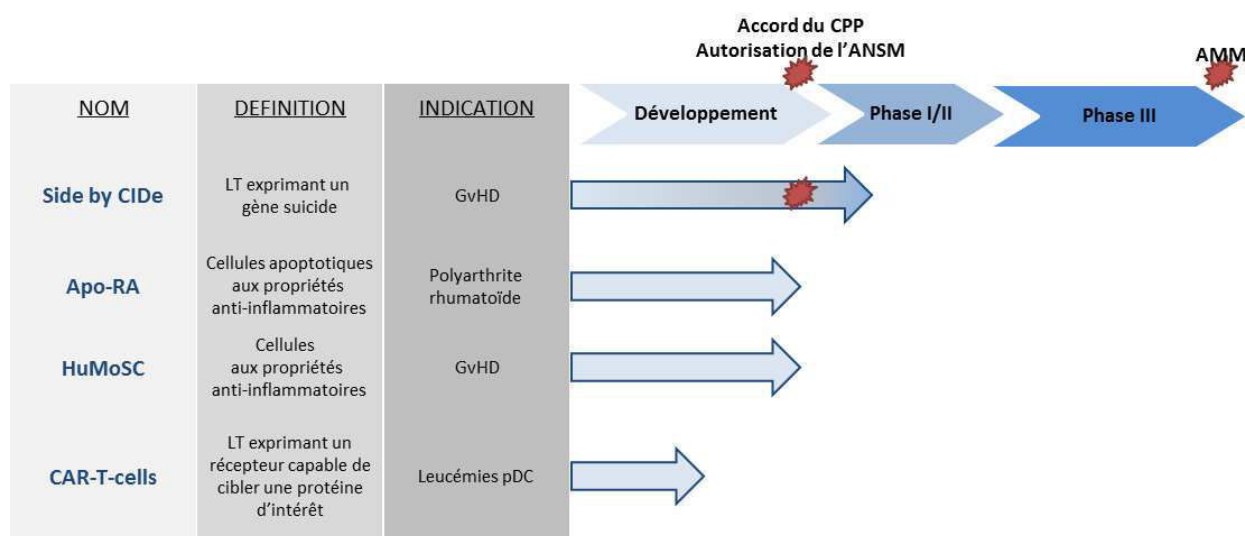 Accord du CPP
Autorisation de l'ANSM
AMM
NOM
DEFINITION
INDICATION
Développement
Phase I/II
Phase III
Side by CIDe
LT exprimant un
gène suicide
GvHD
Apo-RA
Cellules apoptotiques
aux propriétés
anti-inflammatoires
Polyarthrite
rhumatoïde
HuMoSC
Cellules
aux propriétés
anti-inflammatoires
GvHD
CAR-T-cells
LT exprimant un
récepteur capable de
cibler une protéine
d'intérêt
Leucémies pDC